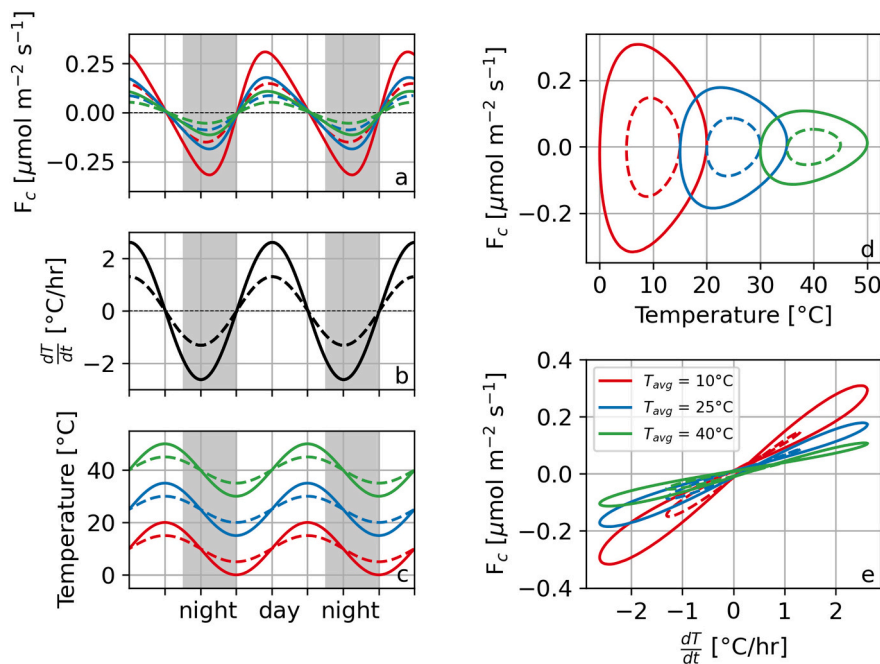 F_c [μmol m⁻² s⁻¹]
0.25
0.00
−0.25
a
dT/dt [°C/hr]
2
0
−2
b
Temperature [°C]
40
20
0
c
night day night
F_c [μmol m⁻² s⁻¹]
0.2
0.0
−0.2
d
0 10 20 30 40 50
Temperature [°C]
F_c [μmol m⁻² s⁻¹]
0.4
0.2
0.0
−0.2
−0.4
T_avg = 10°C
T_avg = 25°C
T_avg = 40°C
e
−2 −1 0 1 2
dT/dt [°C/hr]